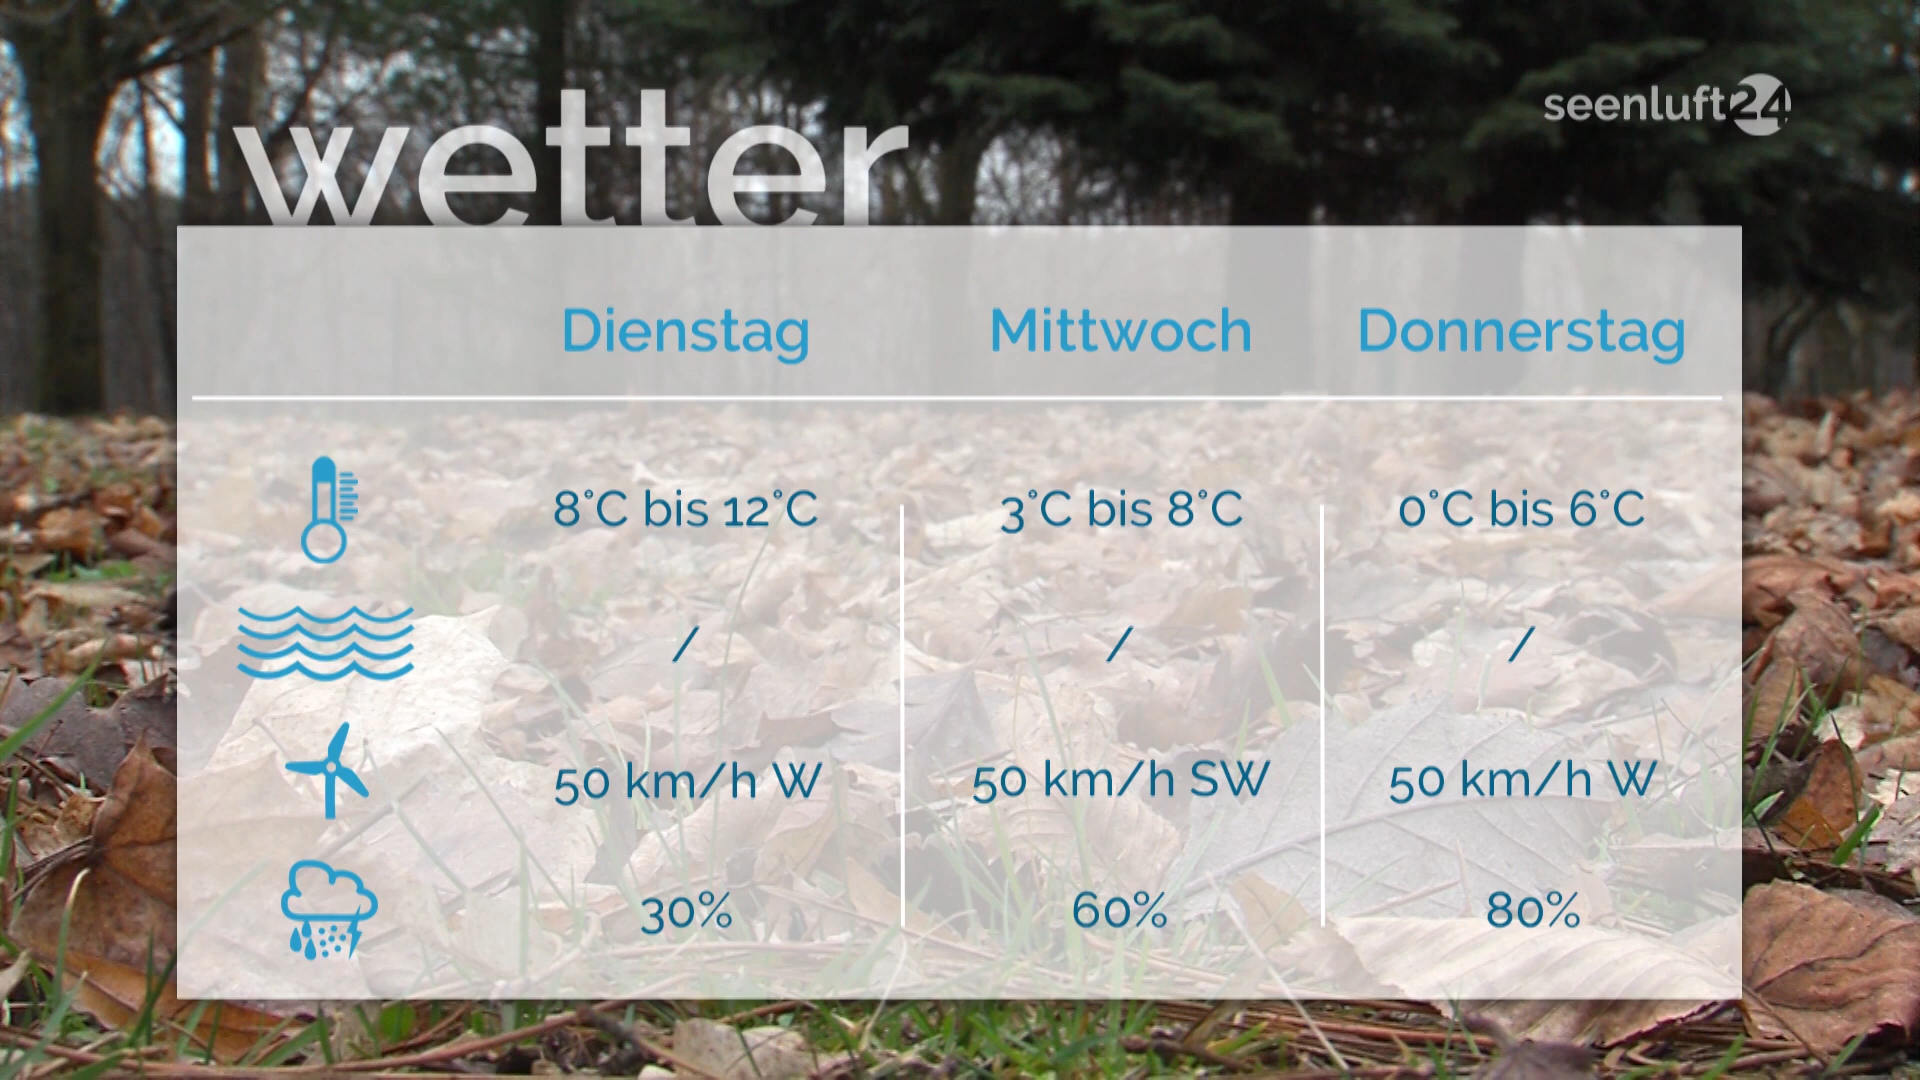 wetter
seenluft24
Dienstag Mittwoch Donnerstag
8°C bis 12°C 3°C bis 8°C 0°C bis 6°C
/ / /
50 km/h W 50 km/h SW 50 km/h W
30% 60% 80%